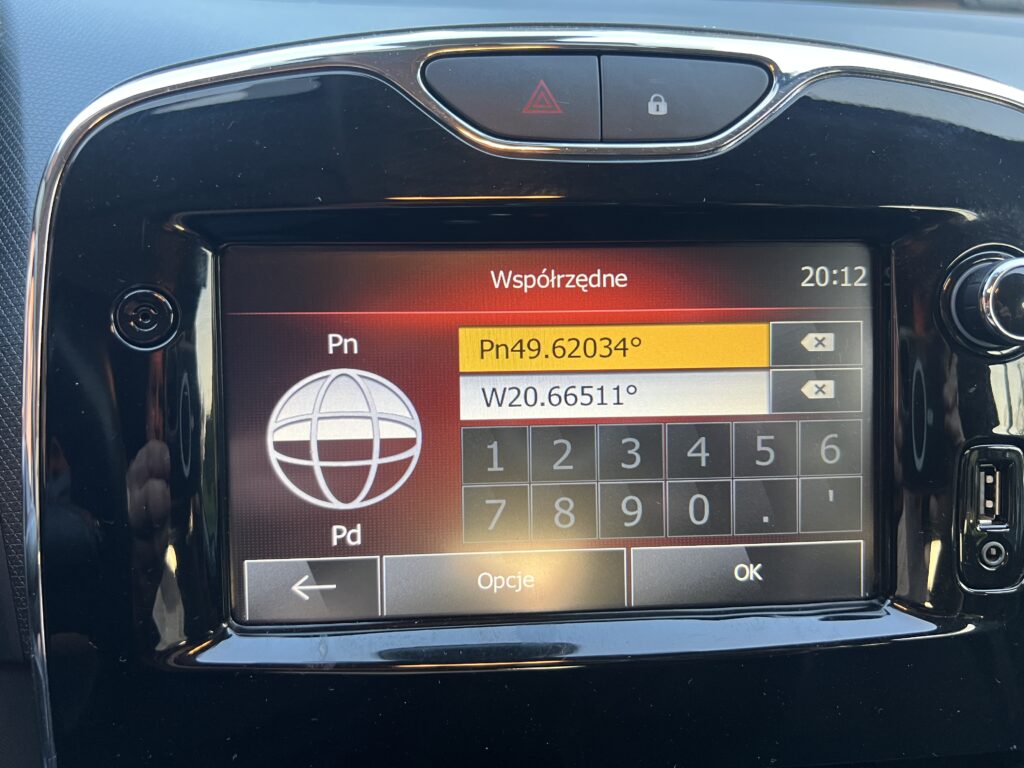 Współrzędne 20:12
Pn
Pn49.62034°
W20.66511°
1 2 3 4 5 6
7 8 9 0 . '
Pd
Opcje OK